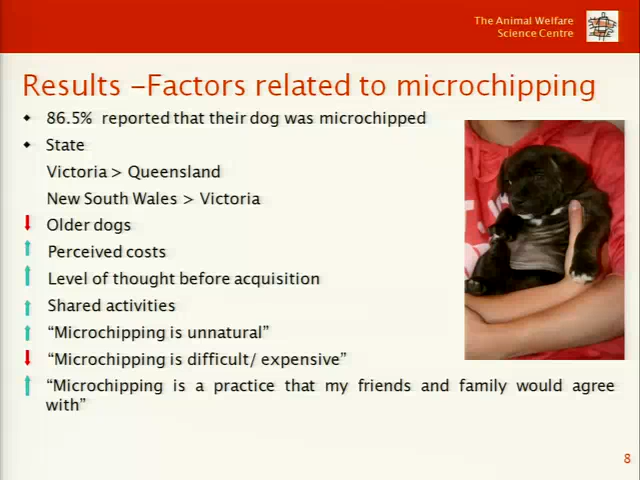 The Animal Welfare
Science Centre
Results -Factors related to microchipping
86.5% reported that their dog was microchipped
State
Victoria > Queensland
New South Wales > Victoria
Older dogs
Perceived costs
Level of thought before acquisition
Shared activities
“Microchipping is unnatural”
“Microchipping is difficult/ expensive”
“Microchipping is a practice that my friends and family would agree
with”
8